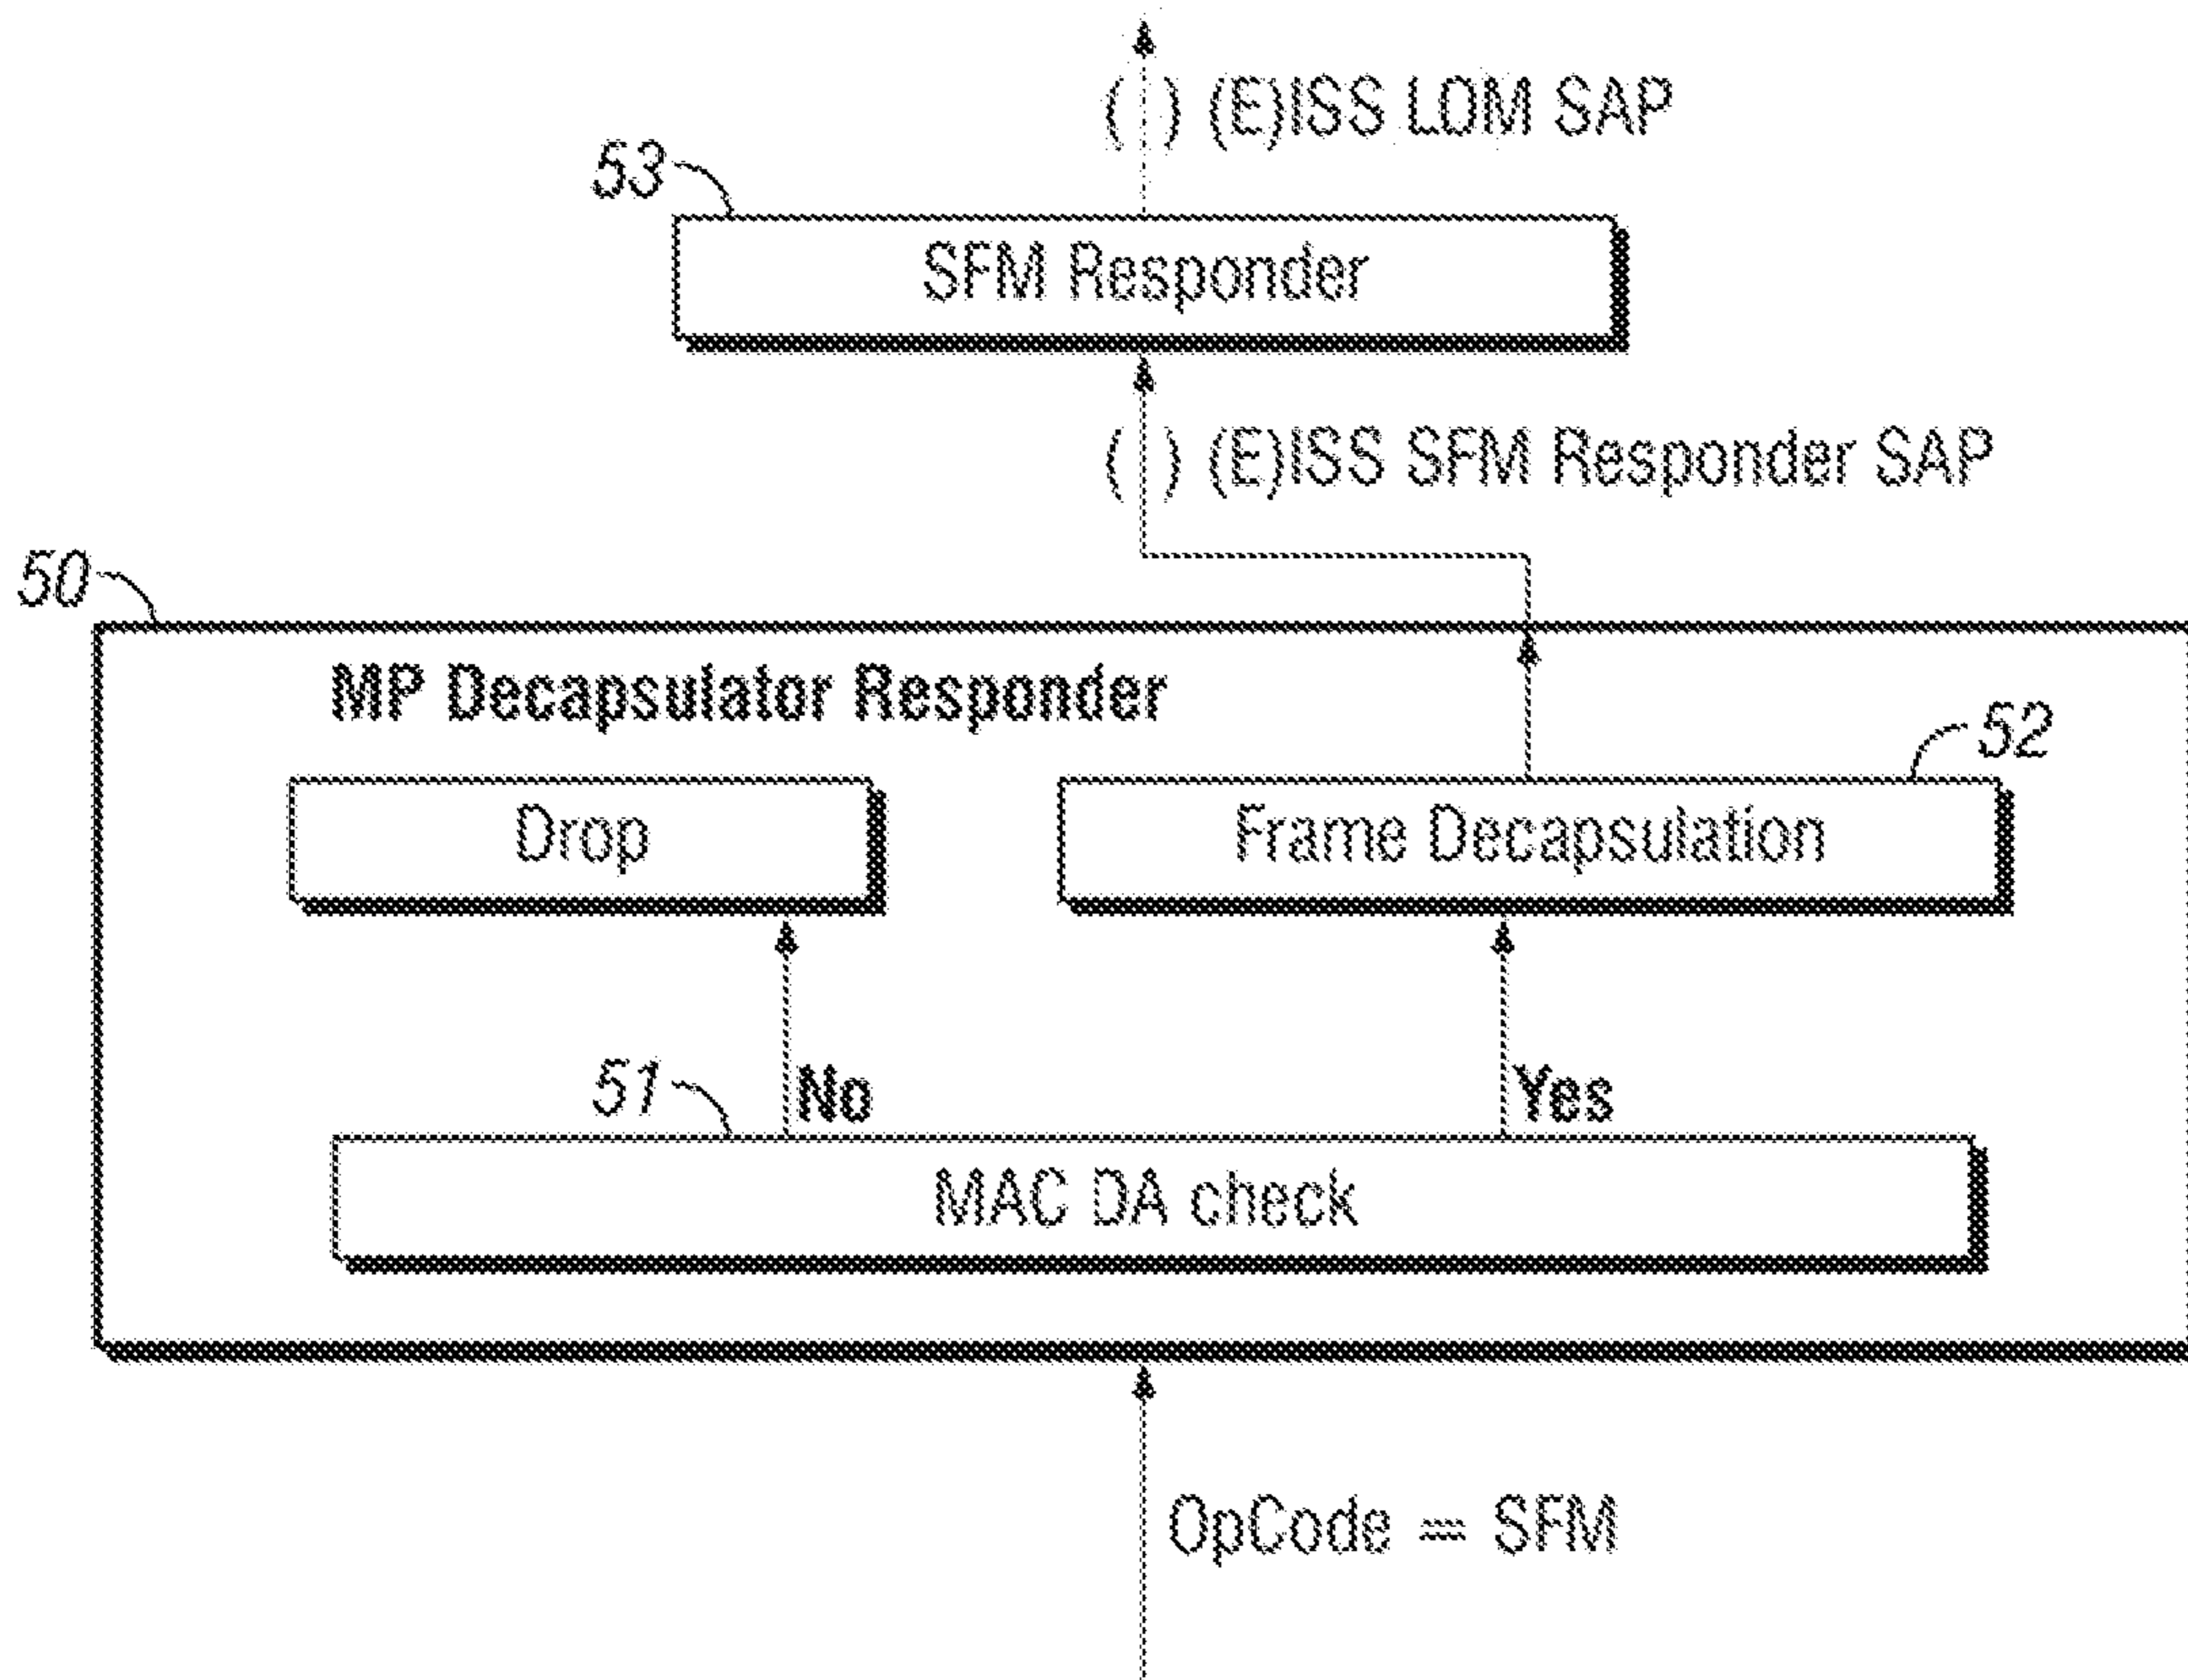 ( ) (E)ISS LOM SAP
53
SFM Responder
( ) (E)ISS SFM Responder SAP
50
MP Decapsulator Responder
52
Drop
Frame Decapsulation
51
No
Yes
MAC DA check
OpCode = SFM